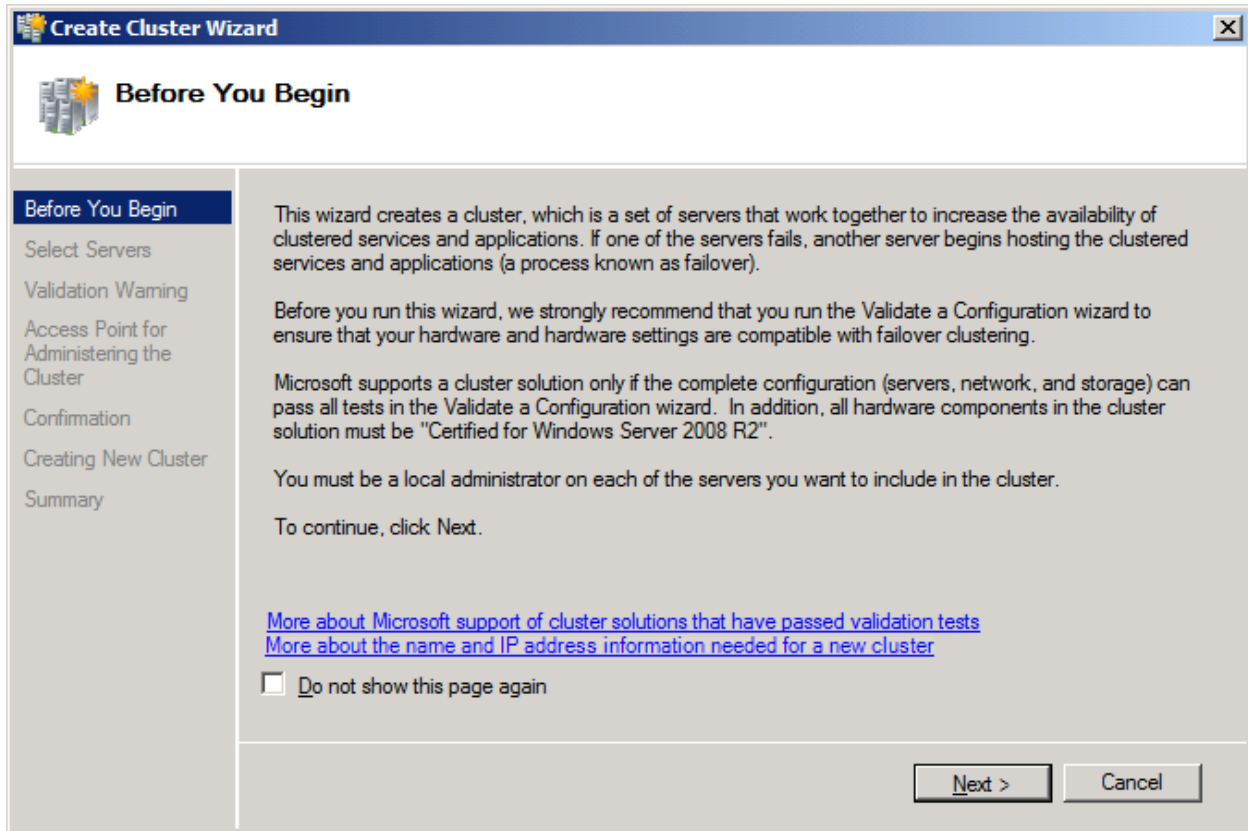 Create Cluster Wizard
Before You Begin
Before You Begin
Select Servers
Validation Warning
Access Point for
Administering the
Cluster
Confirmation
Creating New Cluster
Summary
This wizard creates a cluster, which is a set of servers that work together to increase the availability of
clustered services and applications. If one of the servers fails, another server begins hosting the clustered
services and applications (a process known as failover).
Before you run this wizard, we strongly recommend that you run the Validate a Configuration wizard to
ensure that your hardware and hardware settings are compatible with failover clustering.
Microsoft supports a cluster solution only if the complete configuration (servers, network, and storage) can
pass all tests in the Validate a Configuration wizard.  In addition, all hardware components in the cluster
solution must be "Certified for Windows Server 2008 R2".
You must be a local administrator on each of the servers you want to include in the cluster.
To continue, click Next.
More about Microsoft support of cluster solutions that have passed validation tests
More about the name and IP address information needed for a new cluster
Do not show this page again
Next >
Cancel